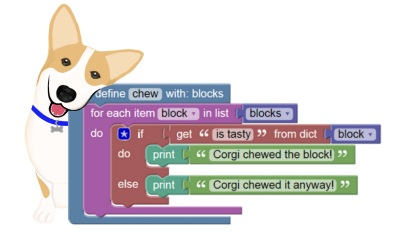 define chew with: blocks
for each item block in list blocks
do if get “ is tasty ” from dict block
do print “ Corgi chewed the block! ”
else print “ Corgi chewed it anyway! ”